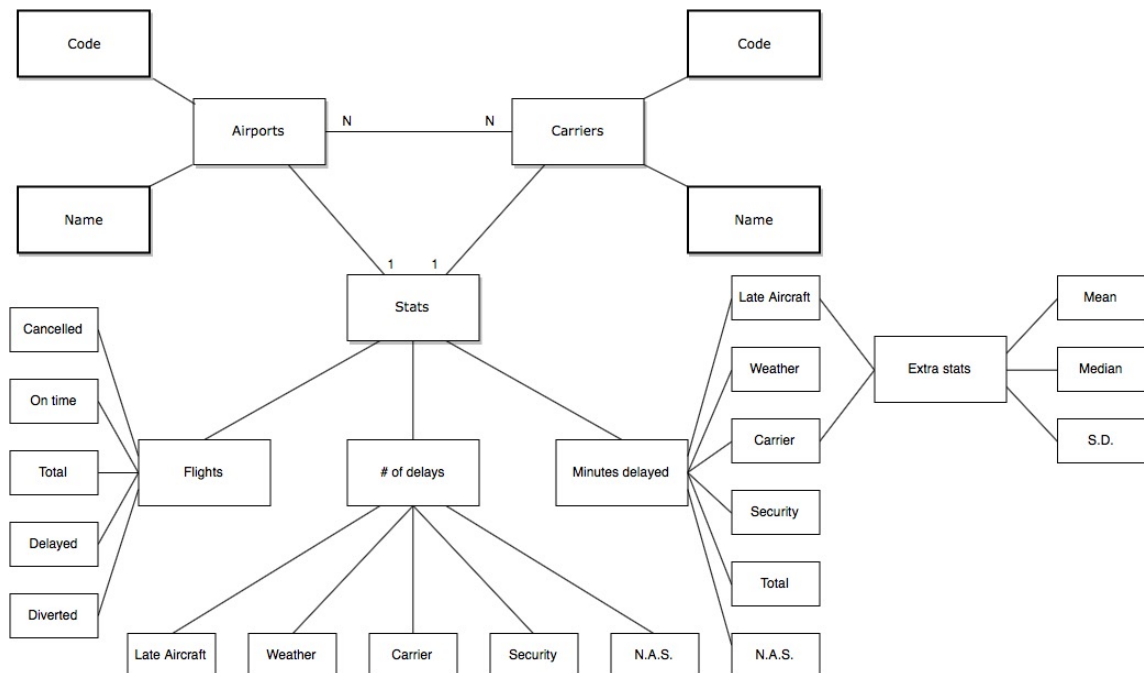 Code
Code
Airports
N
N
Carriers
Name
Name
1
1
Stats
Late Aircraft
Mean
Cancelled
Weather
Extra stats
Median
On time
Carrier
S.D.
Total
Flights
# of delays
Minutes delayed
Security
Delayed
Total
Diverted
Late Aircraft
Weather
Carrier
Security
N.A.S.
N.A.S.